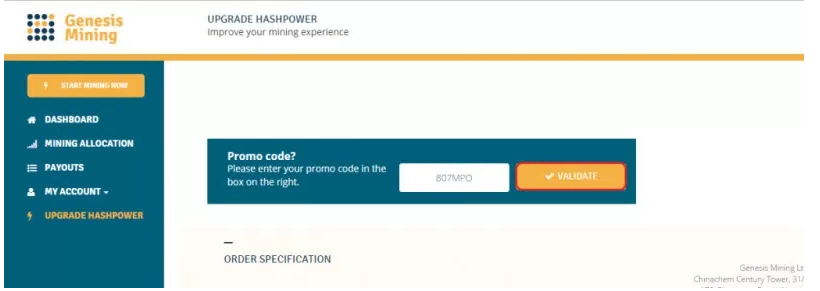 Genesis
Mining
UPGRADE HASHPOWER
Improve your mining experience
START MINING NOW
DASHBOARD
MINING ALLOCATION
PAYOUTS
MY ACCOUNT
UPGRADE HASHPOWER
Promo code?
Please enter your promo code in the
box on the right.
807MPO
VALIDATE
ORDER SPECIFICATION
Genesis Mining Lt
Chinachem Century Tower, 31/